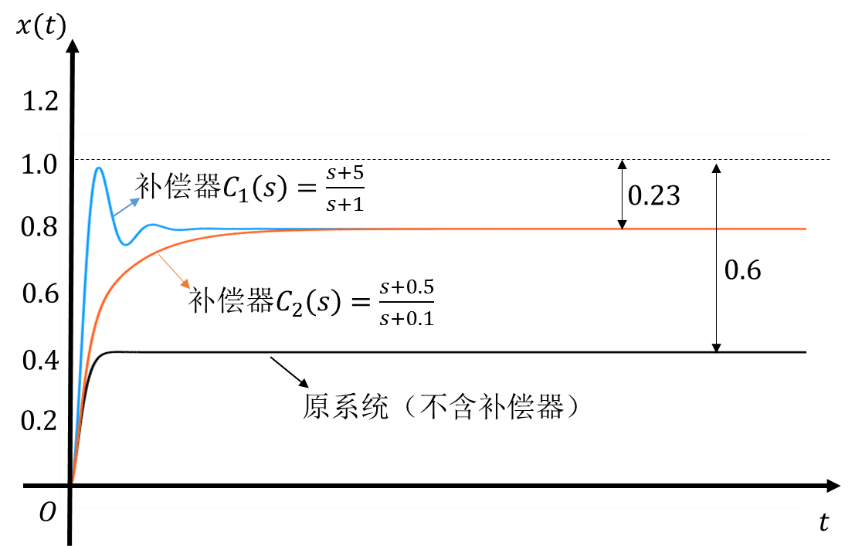 x(t)
1.2
1.0
0.8
0.6
0.4
0.2
O
t
补偿器C₁(s) = (s+5)/(s+1)
0.23
补偿器C₂(s) = (s+0.5)/(s+0.1)
0.6
原系统（不含补偿器）